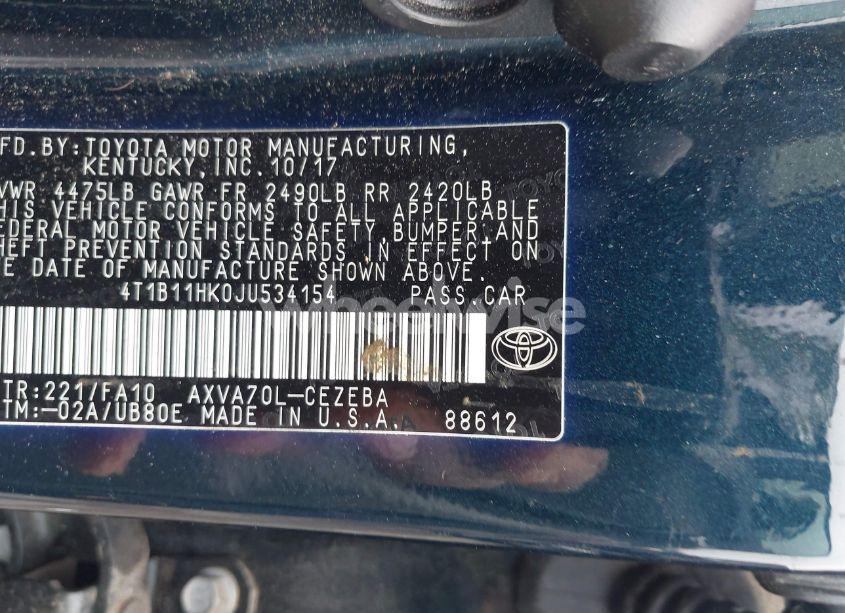 FD. BY: TOYOTA MOTOR MANUFACTURING,
KENTUCKY, INC. 10/17
VWR 4475LB GAWR FR 2490LB RR 2420LB
HIS VEHICLE CONFORMS TO ALL APPLICABLE
EDERAL MOTOR VEHICLE SAFETY, BUMPER, AND
HEFT PREVENTION STANDARDS IN EFFECT ON
E DATE OF MANUFACTURE SHOWN ABOVE.
4T1B11HK0JU534154 PASS. CAR
wheelwise
TR: 221/FA10 AXVA70L-CEZEBA
TM: -02A/UB80E MADE IN U.S.A. 88612